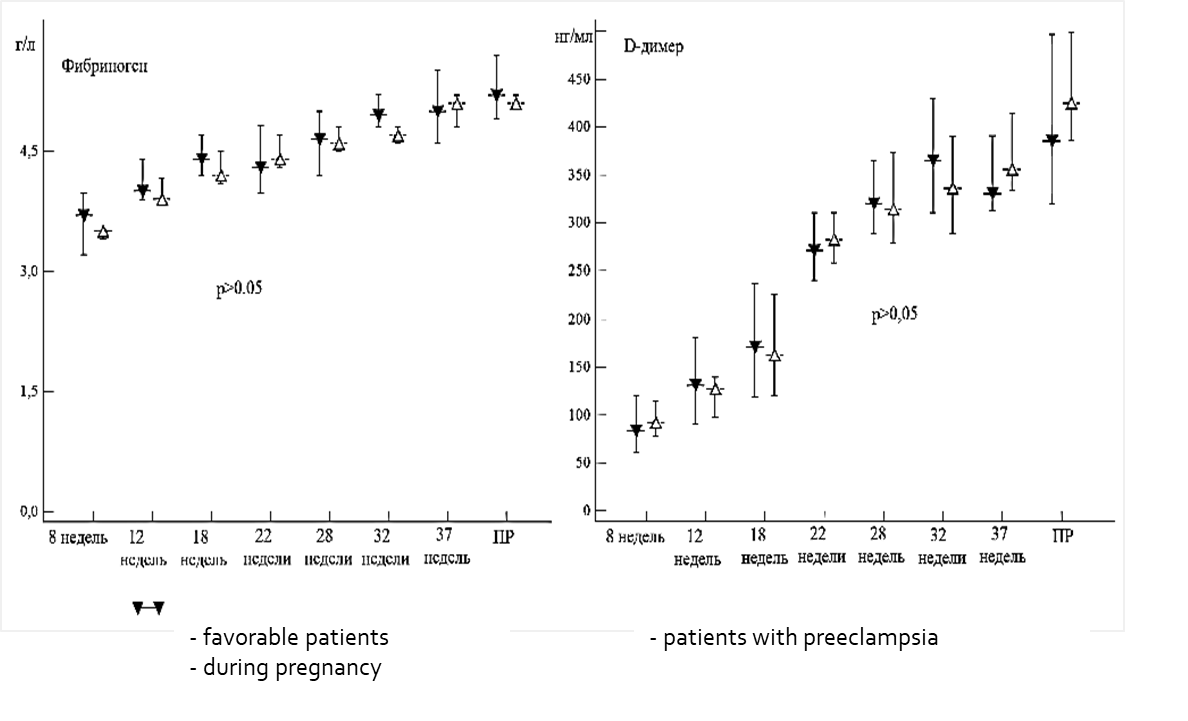 г/л
Фибриноген
4,5
3,0
1,5
0,0
p>0.05
8 недель
12 недель
18 недель
22 недели
28 недели
32 недели
37 недель
ПР
нг/мл
D-димер
450
400
350
300
250
200
150
100
50
0
p>0,05
8 недель
12 недель
18 недель
22 недели
28 недель
32 недели
37 недель
ПР
- favorable patients
- during pregnancy
- patients with preeclampsia